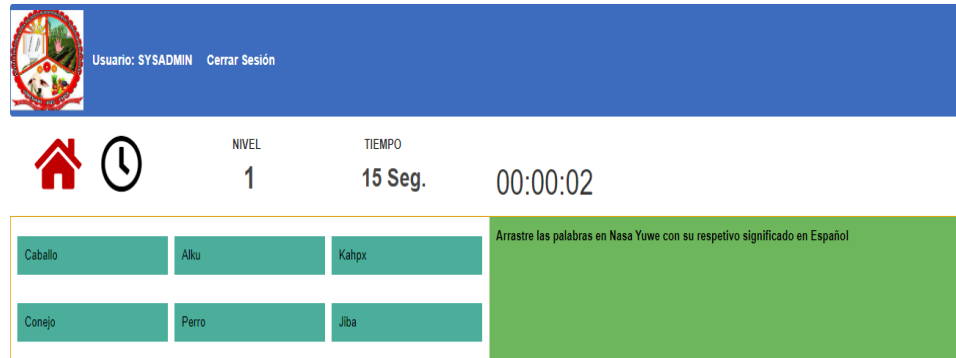 Usuario: SYSADMIN Cerrar Sesión
NIVEL TIEMPO
1 15 Seg. 00:00:02
Arrastre las palabras en Nasa Yuwe con su respetivo significado en Español
Caballo Alku Kahpx
Conejo Perro Jiba